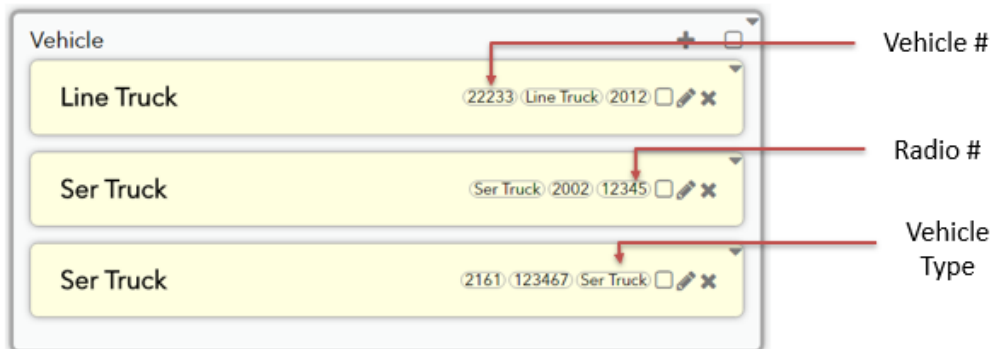 Vehicle
Vehicle #
Line Truck 22233 Line Truck 2012
Radio #
Ser Truck Ser Truck 2002 12345
Vehicle
Type
Ser Truck 2161 123467 Ser Truck